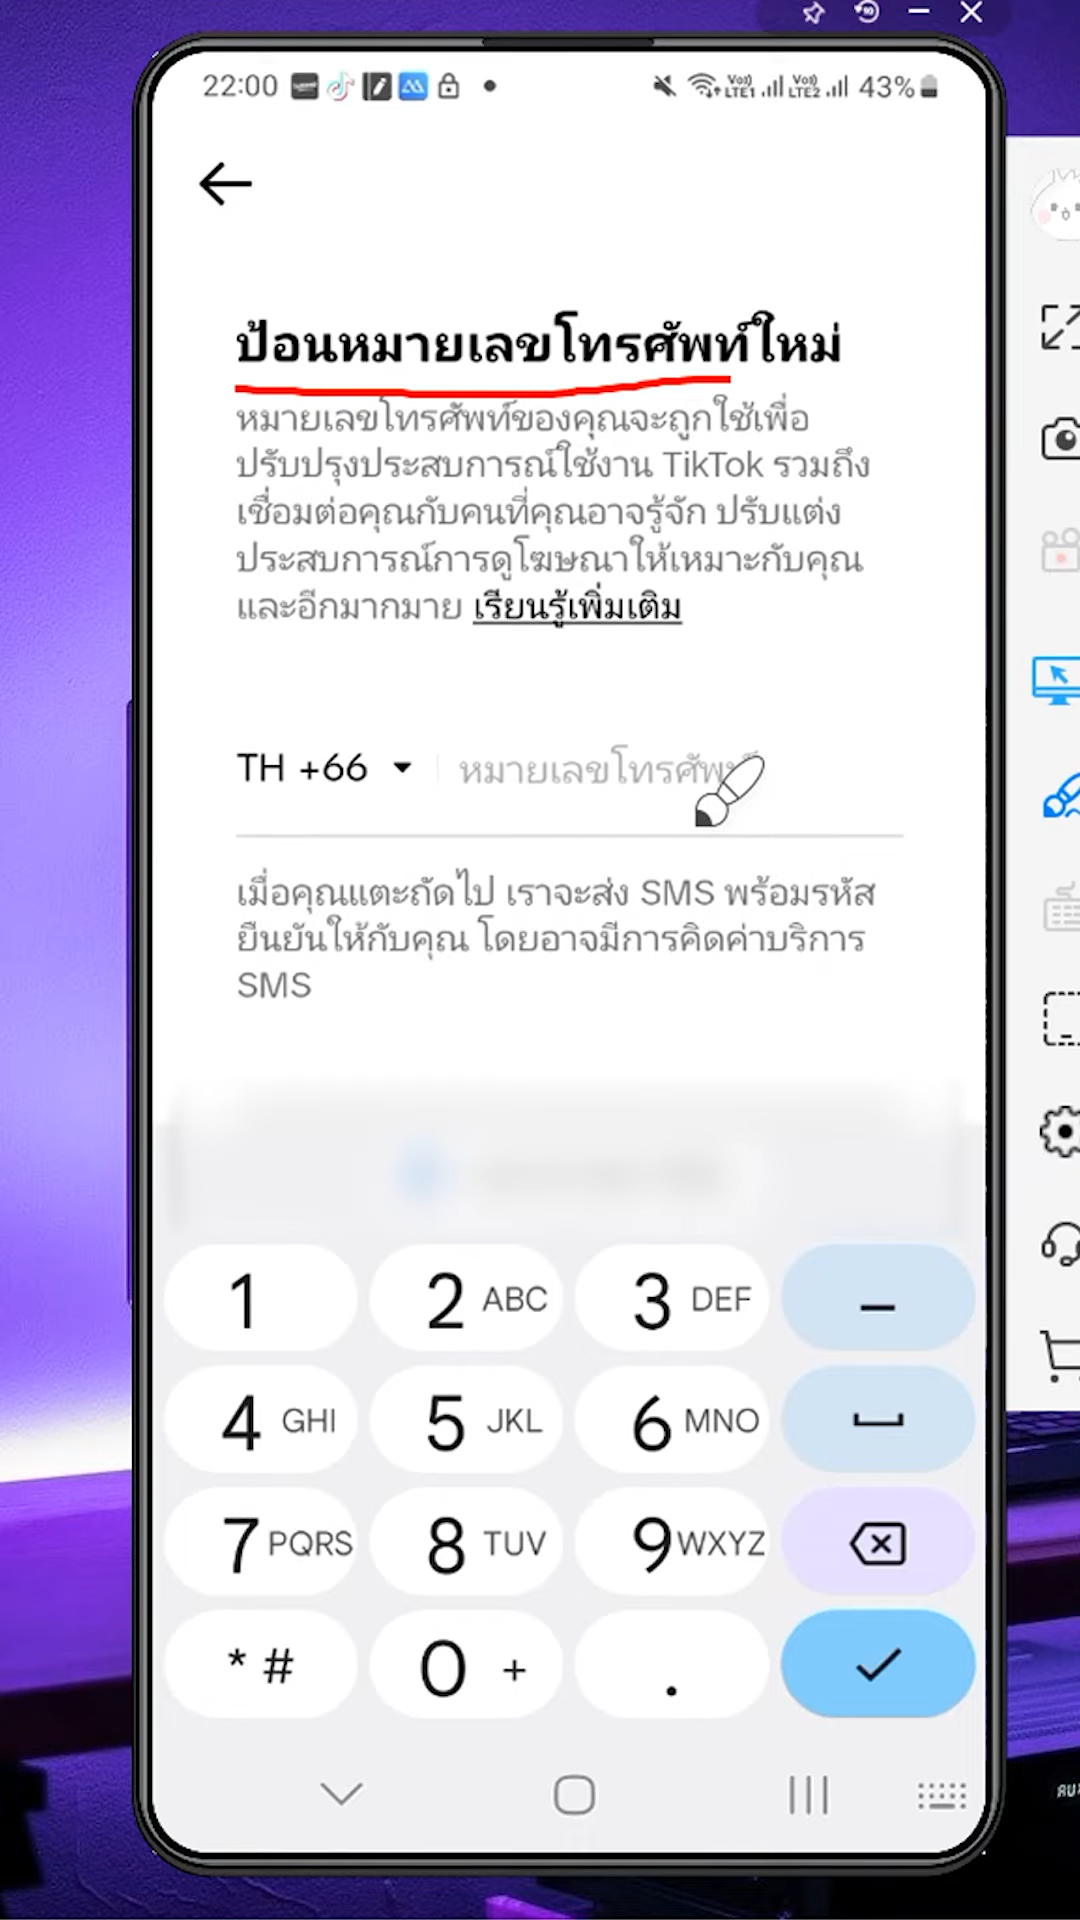 22:00 LTE1 LTE2 43%
ป้อนหมายเลขโทรศัพท์ใหม่
หมายเลขโทรศัพท์ของคุณจะถูกใช้เพื่อ
ปรับปรุงประสบการณ์ใช้งาน TikTok รวมถึง
เชื่อมต่อคุณกับคนที่คุณอาจรู้จัก ปรับแต่ง
ประสบการณ์การดูโฆษณาให้เหมาะกับคุณ
และอีกมากมาย เรียนรู้เพิ่มเติม
TH +66
เมื่อคุณแตะถัดไป เราจะส่ง SMS พร้อมรหัส
ยืนยันให้กับคุณ โดยอาจมีการคิดค่าบริการ
SMS
1 2 ABC 3 DEF –
4 GHI 5 JKL 6 MNO
7 PQRS 8 TUV 9 WXYZ
* # 0 + .